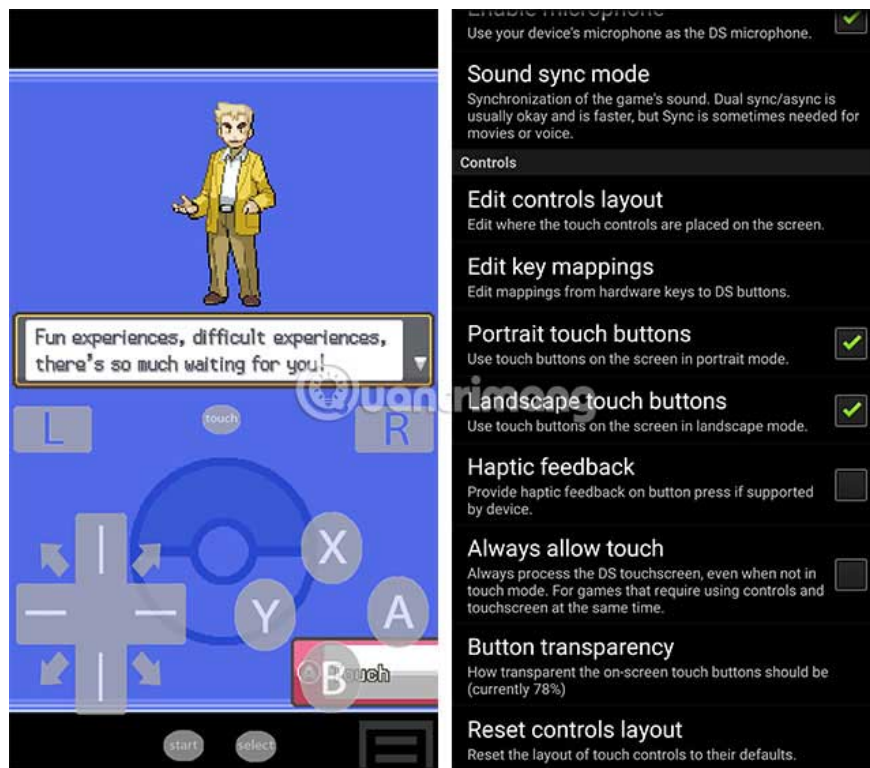 Fun experiences, difficult experiences,
there's so much waiting for you!
L
touch
R
X
Y
A
B
ouch
start
select
Quantrimang
Enable microphone
Use your device's microphone as the DS microphone.
Sound sync mode
Synchronization of the game's sound. Dual sync/async is
usually okay and is faster, but Sync is sometimes needed for
movies or voice.
Controls
Edit controls layout
Edit where the touch controls are placed on the screen.
Edit key mappings
Edit mappings from hardware keys to DS buttons.
Portrait touch buttons
Use touch buttons on the screen in portrait mode.
Landscape touch buttons
Use touch buttons on the screen in landscape mode.
Haptic feedback
Provide haptic feedback on button press if supported
by device.
Always allow touch
Always process the DS touchscreen, even when not in
touch mode. For games that require using controls and
touchscreen at the same time.
Button transparency
How transparent the on-screen touch buttons should be
(currently 78%)
Reset controls layout
Reset the layout of touch controls to their defaults.